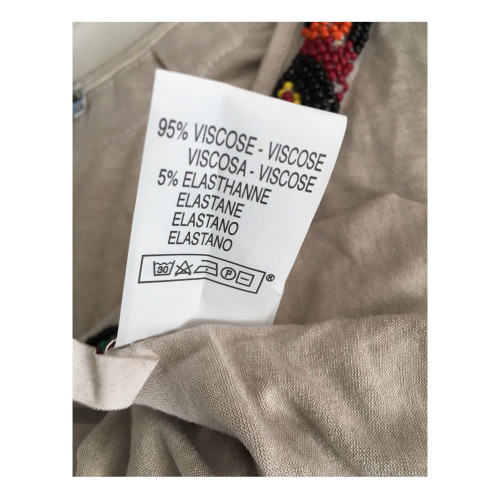 95% VISCOSE - VISCOSE
VISCOSA - VISCOSE
5% ELASTHANNE
ELASTANE
ELASTANO
ELASTANO
30 P ®